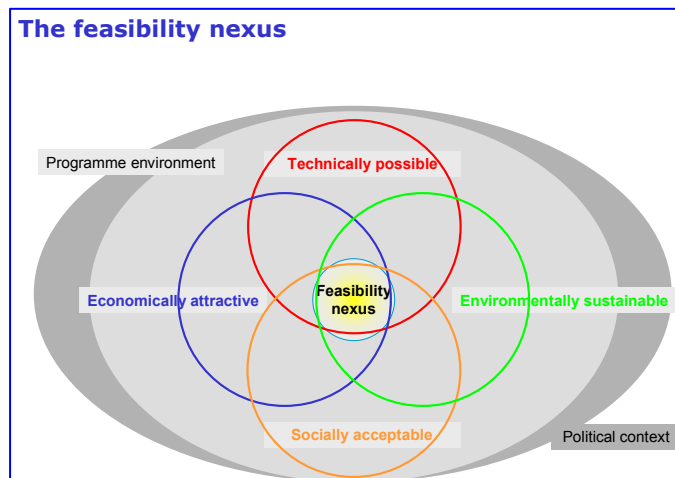 The feasibility nexus
Programme environment
Technically possible
Economically attractive
Feasibility
nexus
Environmentally sustainable
Socially acceptable
Political context